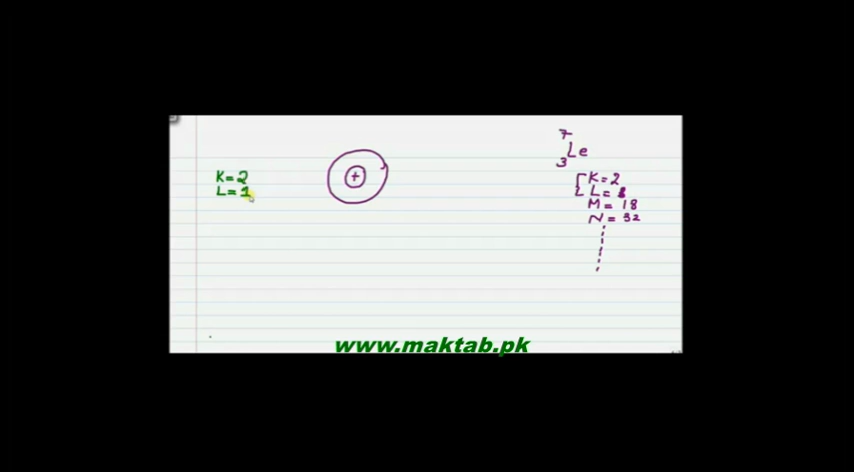 K=2
L=1
+
7
Le
3
K=2
L=8
M=18
N=32
www.maktab.pk